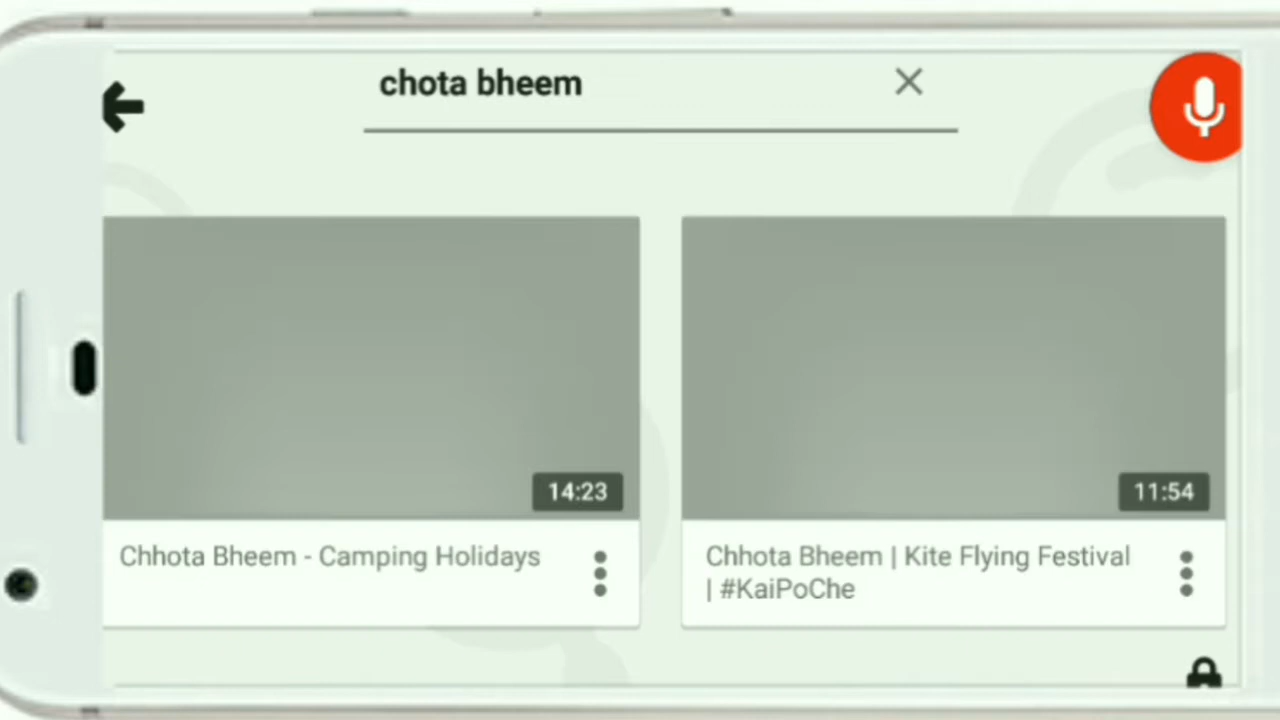 chota bheem
14:23
11:54
Chhota Bheem - Camping Holidays
Chhota Bheem | Kite Flying Festival
| #KaiPoChe